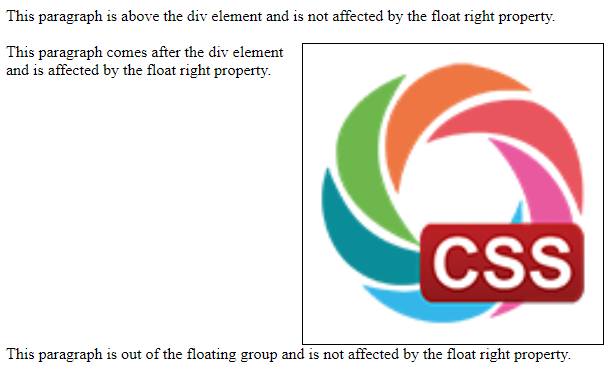 This paragraph is above the div element and is not affected by the float right property.
This paragraph comes after the div element
and is affected by the float right property.
CSS
This paragraph is out of the floating group and is not affected by the float right property.